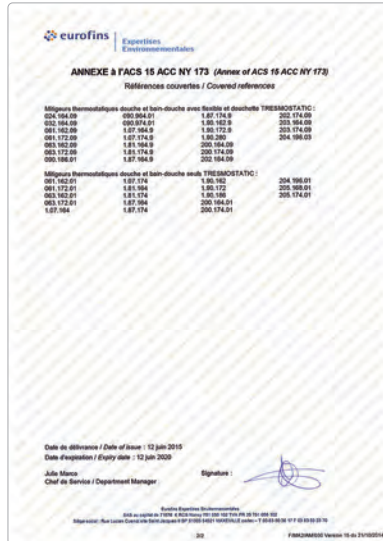 eurofins
Expertises
Environnementales
ANNEXE à l'ACS 15 ACC NY 173 (Annex of ACS 15 ACC NY 173)
Références couvertes / Covered references
Mitigeurs thermostatiques douche et bain-douche avec flexible et douchette TRESMOSTATIC :
024.164.09 090.964.01 1.87.174.9 202.174.09
032.164.09 090.974.01 1.90.162.9 203.164.09
061.162.09 1.07.164.9 1.90.172.9 203.174.09
061.172.09 1.07.174.9 1.90.280 204.196.03
063.162.09 1.81.164.9 200.164.09
063.172.09 1.81.174.9 200.174.09
090.186.01 1.87.164.9 202.164.09
Mitigeurs thermostatiques douche et bain-douche seuls TRESMOSTATIC :
061.162.01 1.07.174 1.90.162 204.196.01
061.172.01 1.81.164 1.90.172 205.168.01
063.162.01 1.81.174 1.90.186 205.174.01
063.172.01 1.87.164 200.164.01
1.07.164 1.87.174 200.174.01
Date de délivrance / Date of issue : 12 juin 2015
Date d'expiration / Expiry date : 12 juin 2020
Julie Marco
Chef de Service / Department Manager
Signature :
Eurofins Expertises Environnementales
2/2